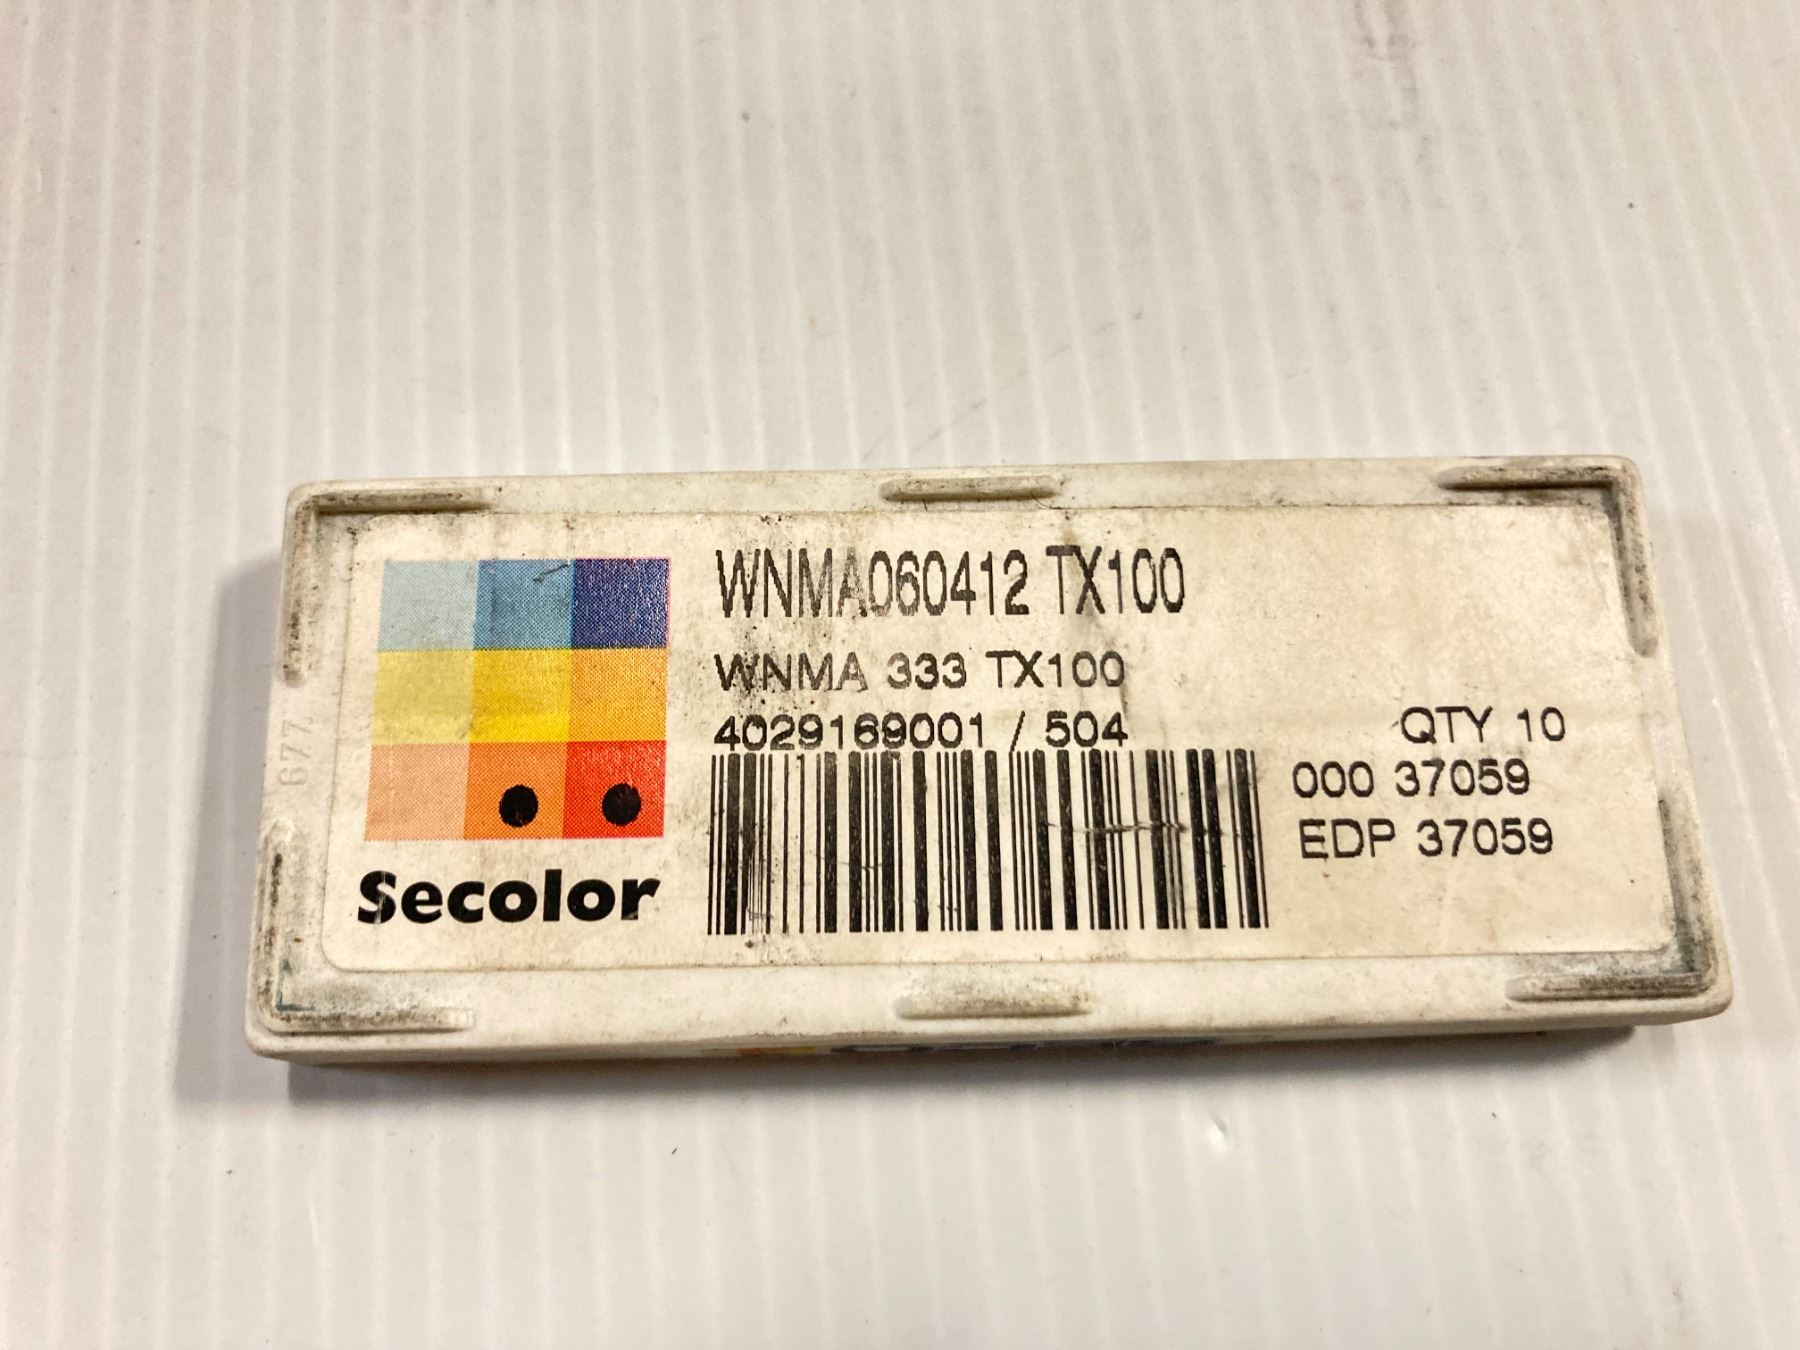 WNMA060412 TX100
WNMA 333 TX100
4029169001 / 504
QTY 10
000 37059
EDP 37059
Secolor
677